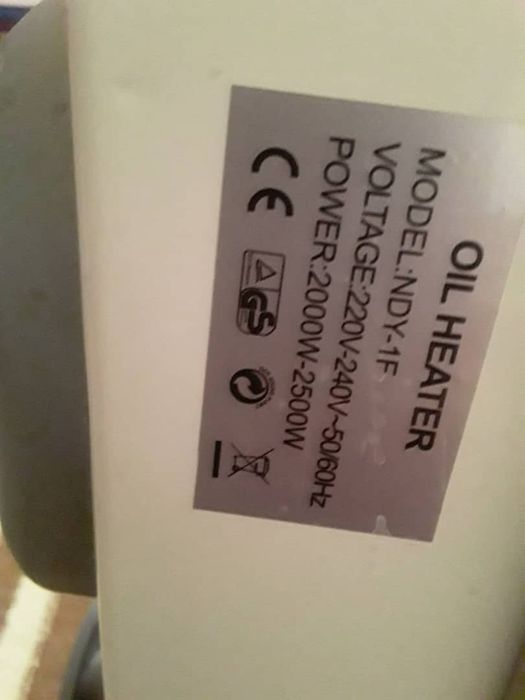 OIL HEATER
MODEL:NDY-1F
VOLTAGE:220V-240V~50/60Hz
POWER:2000W-2500W
CE
GS